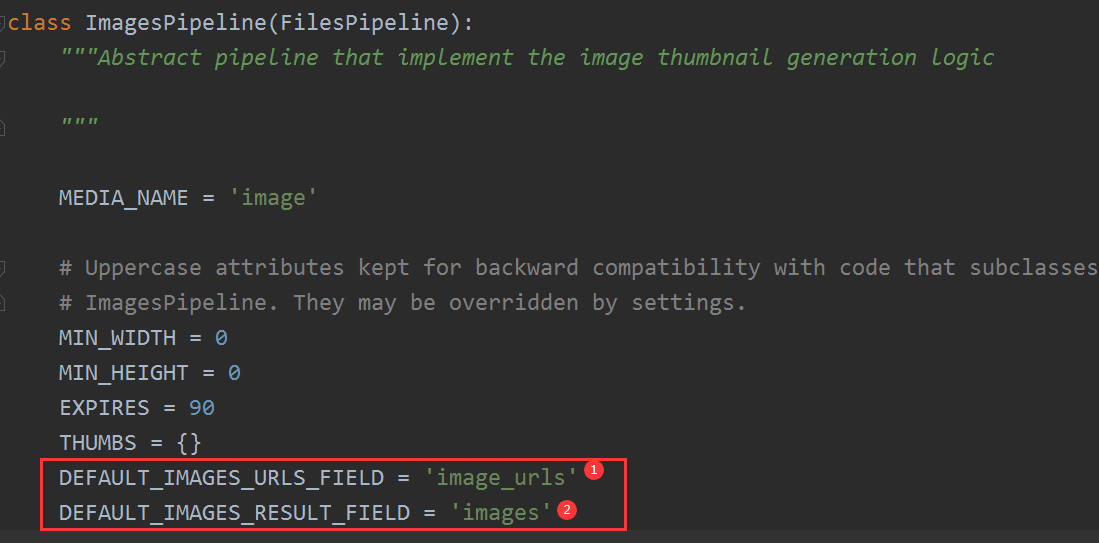 class ImagesPipeline(FilesPipeline):
"""Abstract pipeline that implement the image thumbnail generation logic
"""
MEDIA_NAME = 'image'
# Uppercase attributes kept for backward compatibility with code that subclasses
# ImagesPipeline. They may be overridden by settings.
MIN_WIDTH = 0
MIN_HEIGHT = 0
EXPIRES = 90
THUMBS = {}
DEFAULT_IMAGES_URLS_FIELD = 'image_urls' 1
DEFAULT_IMAGES_RESULT_FIELD = 'images' 2